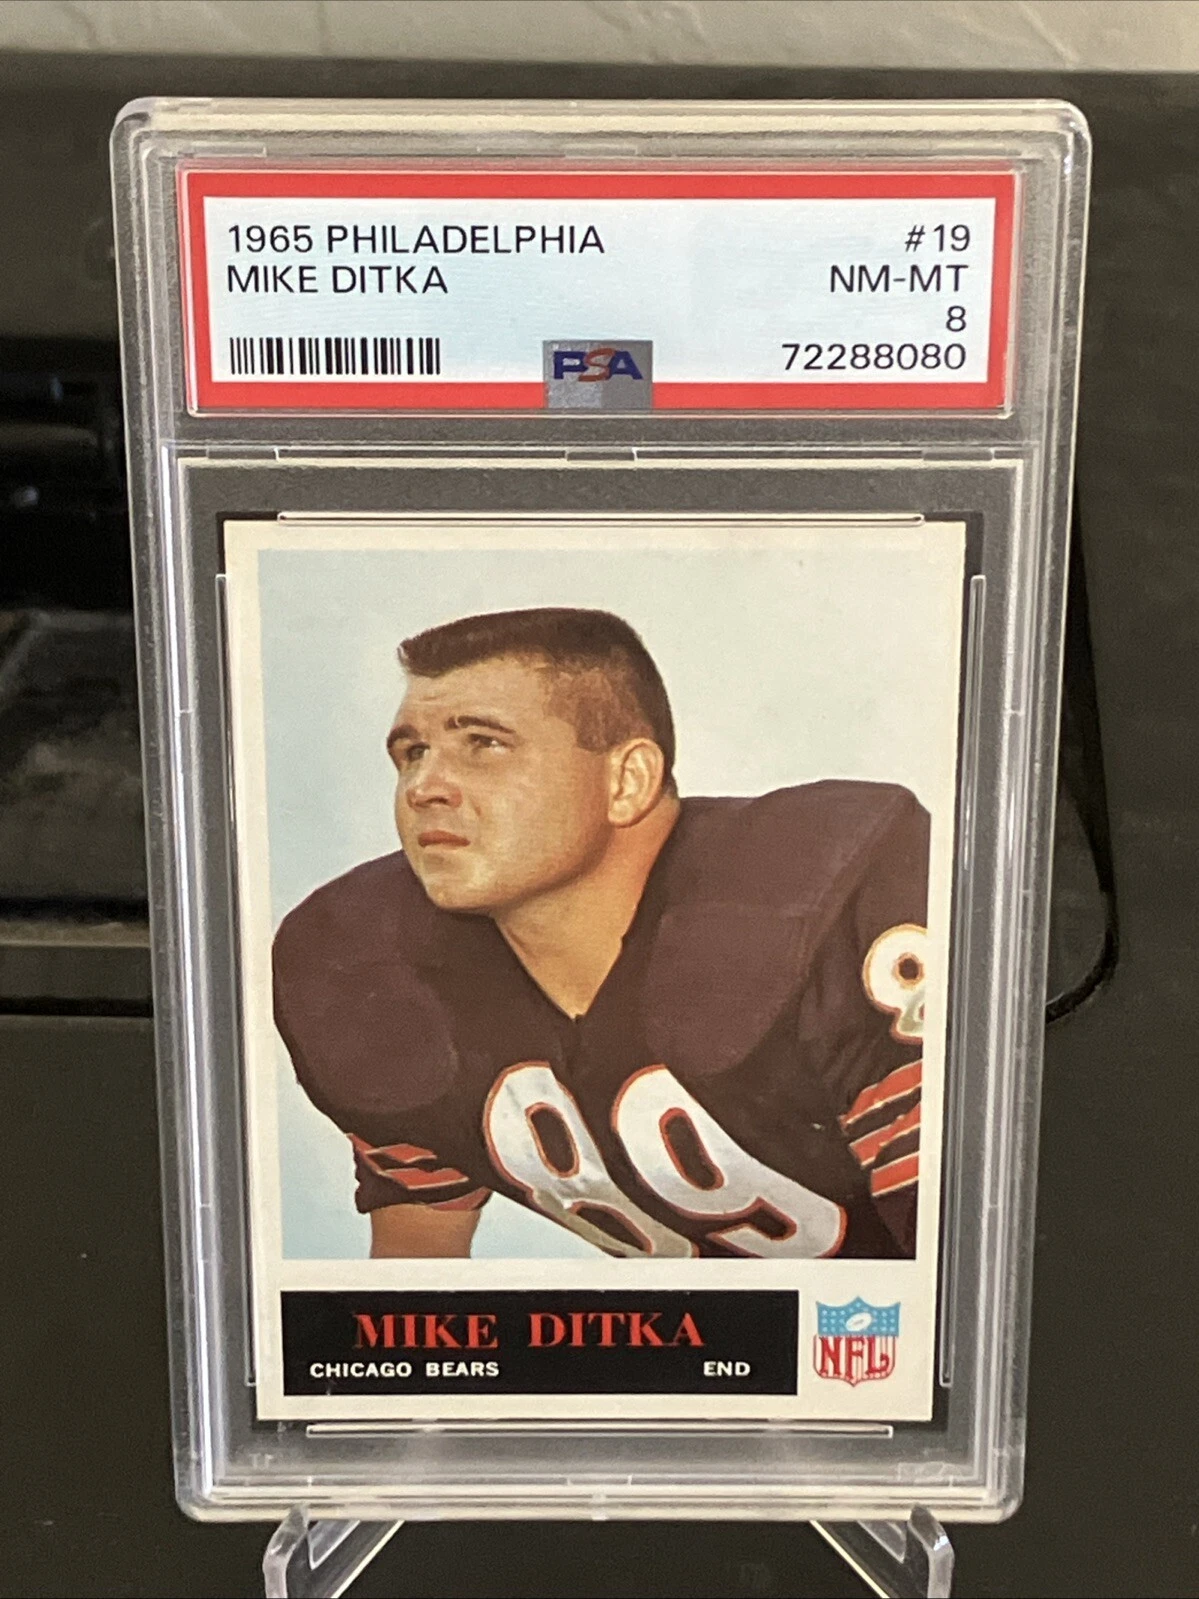 1965 PHILADELPHIA #19
MIKE DITKA NM-MT
8
PSA 72288080
89
MIKE DITKA
CHICAGO BEARS END
NFL